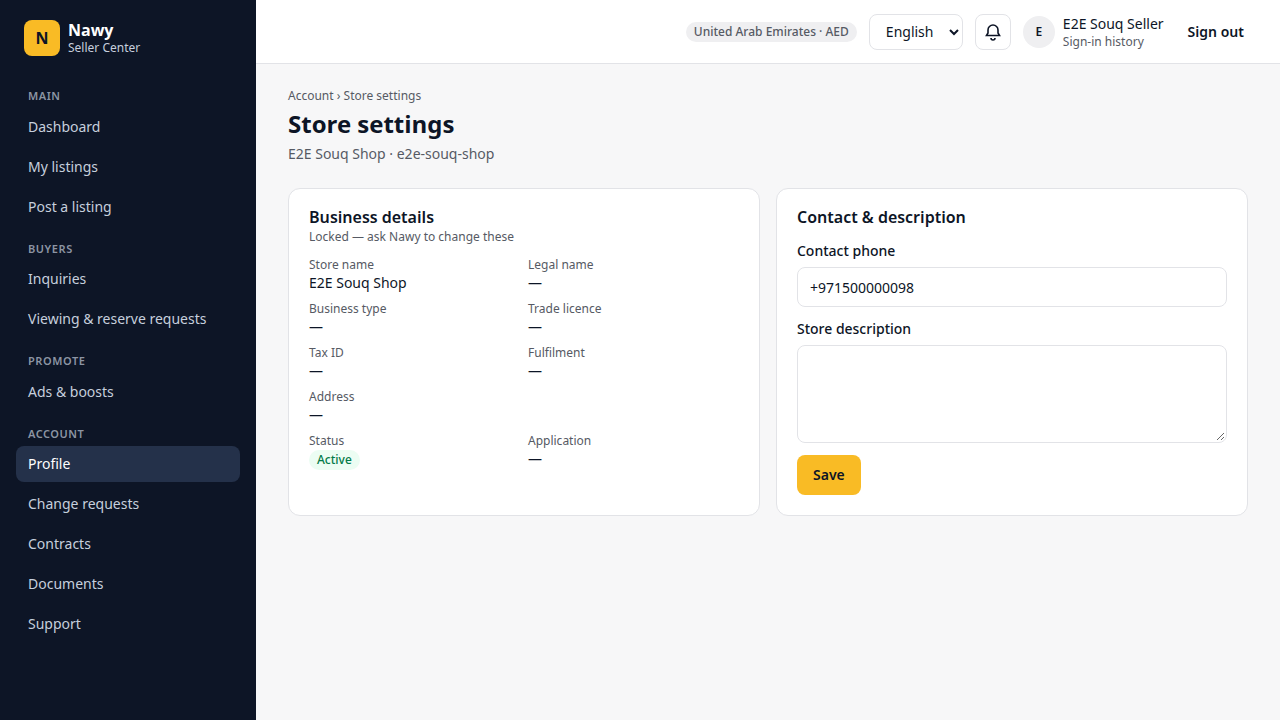 N
Nawy
Seller Center
United Arab Emirates · AED
English
E
E2E Souq Seller
Sign-in history
Sign out
MAIN
Dashboard
My listings
Post a listing
BUYERS
Inquiries
Viewing & reserve requests
PROMOTE
Ads & boosts
ACCOUNT
Profile
Change requests
Contracts
Documents
Support
Account › Store settings
Store settings
E2E Souq Shop · e2e-souq-shop
Business details
Locked — ask Nawy to change these
Store name
E2E Souq Shop
Legal name
—
Business type
—
Trade licence
—
Tax ID
—
Fulfilment
—
Address
—
Status
Active
Application
—
Contact & description
Contact phone
+971500000098
Store description
Save